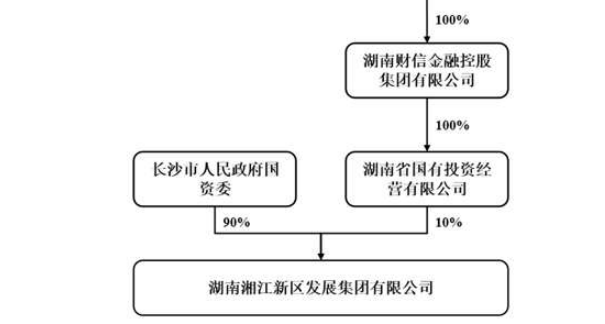 100%
湖南财信金融控股
集团有限公司
100%
长沙市人民政府国
资委
湖南省国有投资经
营有限公司
90%
10%
湖南湘江新区发展集团有限公司